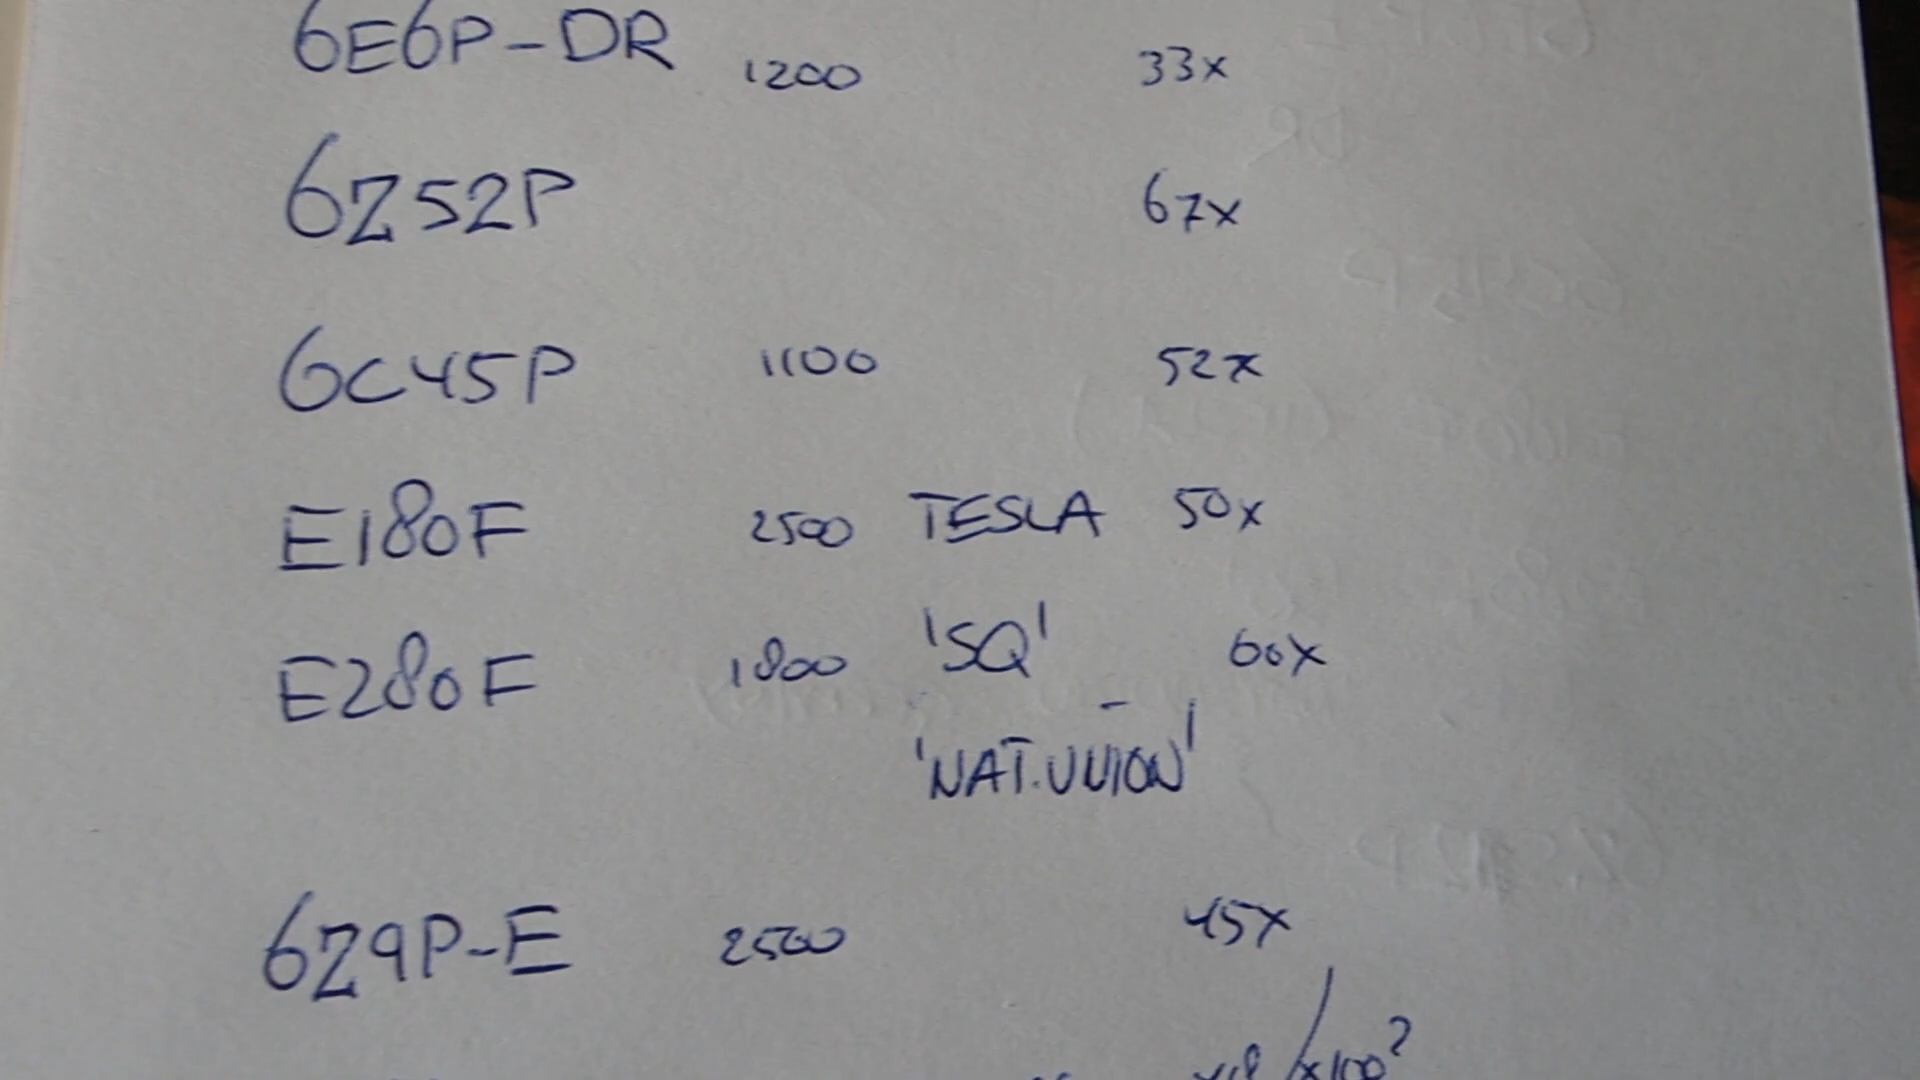 6E6P-DR 1200 33x
6Z52P 67x
6C45P 1100 52x
E180F 2500 TESLA 50x
E280F 1800 'SQ' 60x
'NAT.UNION'
6Z9P-E 2500 45x
x100?